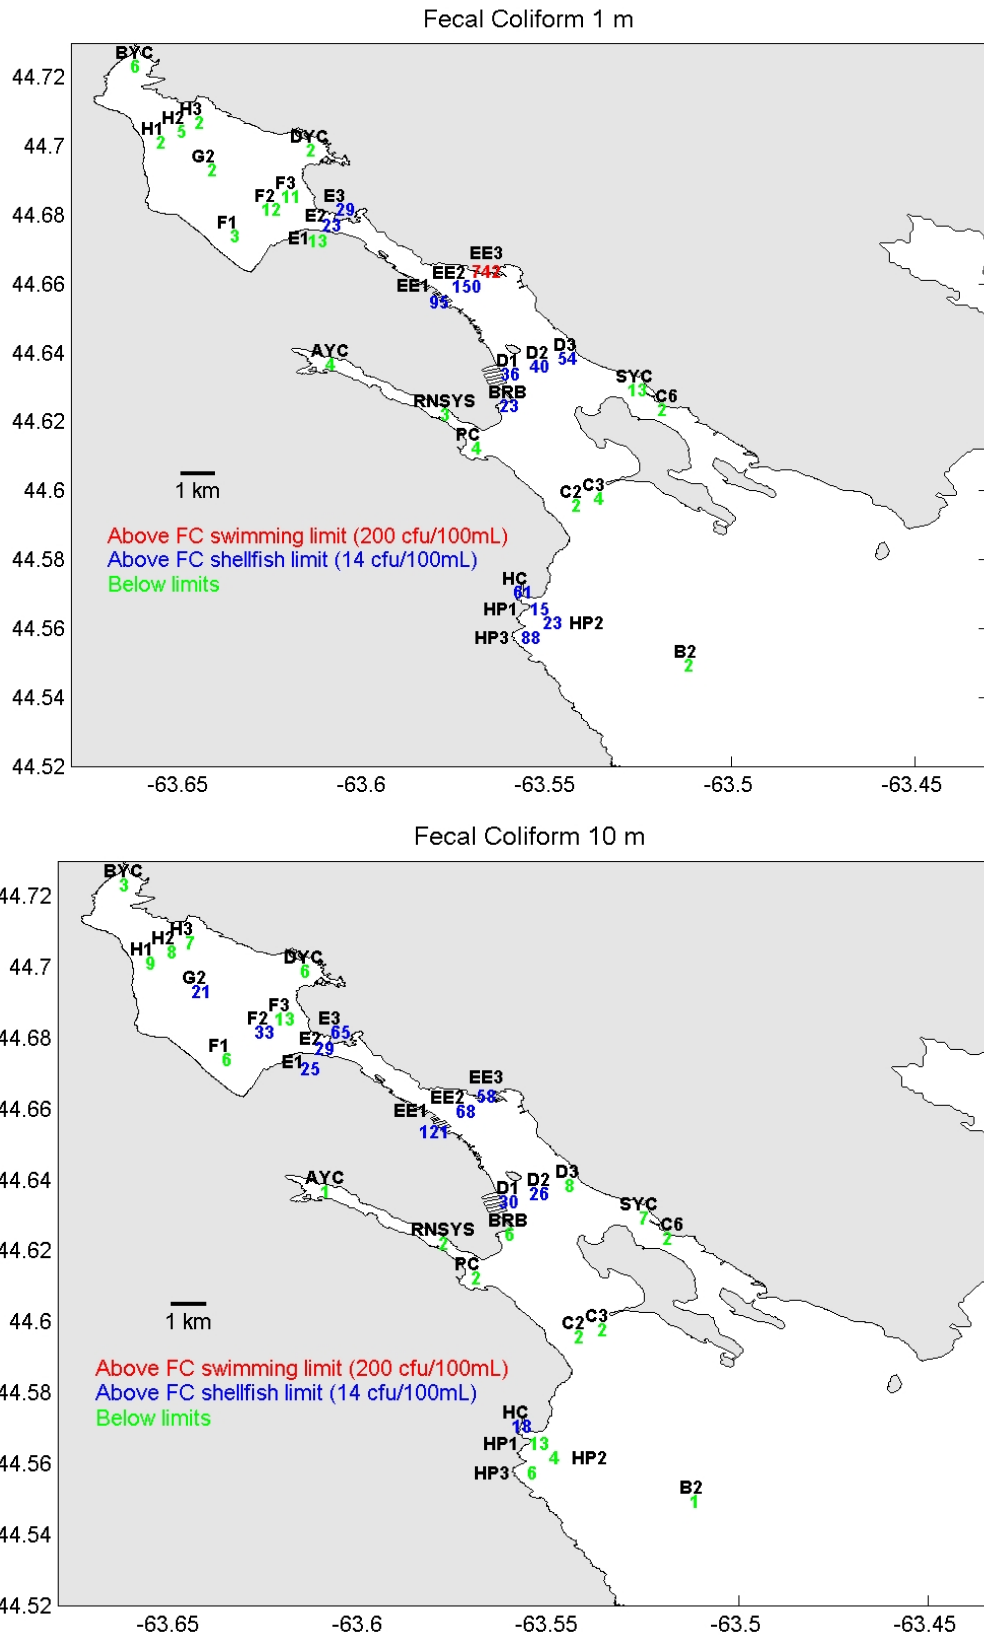 Fecal Coliform 1 m
44.72
BYC
6
H3
2
H2
5
H1
2
44.7
DYC
2
G2
2
F3
11
F2
12
E3
29
44.68
E2
23
F1
3
E1 13
EE3
742
EE2
150
44.66
EE1
95
44.64
AYC
4
D1
36
D2
40
D3
54
SYC
13
C6
2
BRB
23
RNSYS
3
44.62
PC
4
1 km
44.6
C2
2
C3
4
Above FC swimming limit (200 cfu/100mL)
Above FC shellfish limit (14 cfu/100mL)
Below limits
44.58
HC
61
HP1 15
23 HP2
44.56
HP3 88
B2
2
44.54
44.52
-63.65 -63.6 -63.55 -63.5 -63.45
Fecal Coliform 10 m
BYC
3
44.72
H3
7
H2
8
H1
9
44.7
DYC
6
G2
21
F3
13
F2
33
E3
65
44.68
E2
29
F1
6
E1
25
EE3
58
EE2
68
44.66
EE1
121
44.64
AYC
1
D1
30
D2
26
D3
8
SYC
7
C6
2
BRB
6
RNSYS
2
44.62
PC
2
1 km
44.6
C2
2
C3
2
Above FC swimming limit (200 cfu/100mL)
Above FC shellfish limit (14 cfu/100mL)
Below limits
44.58
HC
18
HP1 13
4 HP2
44.56
HP3 6
B2
1
44.54
44.52
-63.65 -63.6 -63.55 -63.5 -63.45